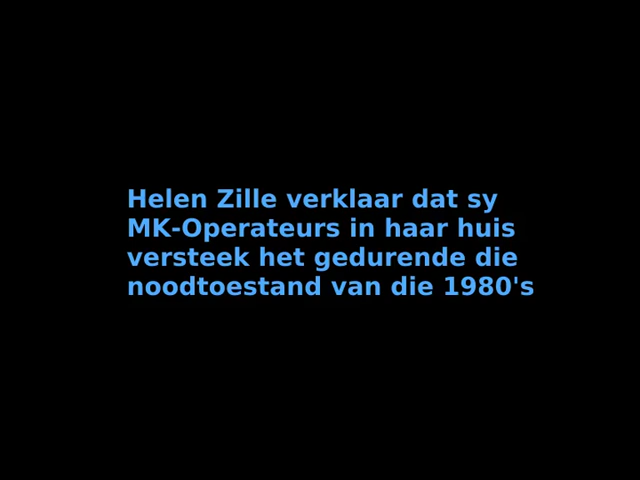 Helen Zille verklaar dat sy
MK-Operateurs in haar huis
versteek het gedurende die
noodtoestand van die 1980's